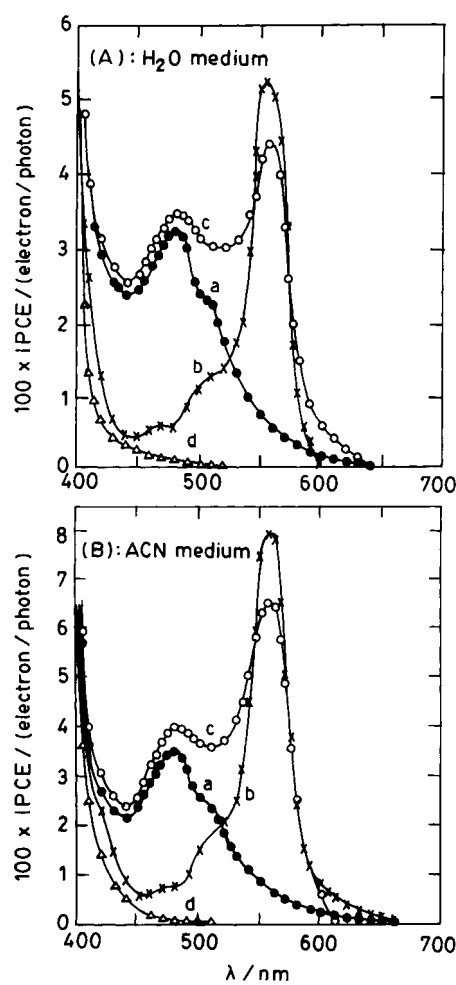 (A): H₂O medium
100 x IPCE / (electron/photon)
6
5
4
3
2
1
0
c
a
b
d
400
500
600
700
(B): ACN medium
100 x IPCE / (electron/photon)
8
7
6
5
4
3
2
1
0
c
a
b
d
400
500
600
700
λ / nm